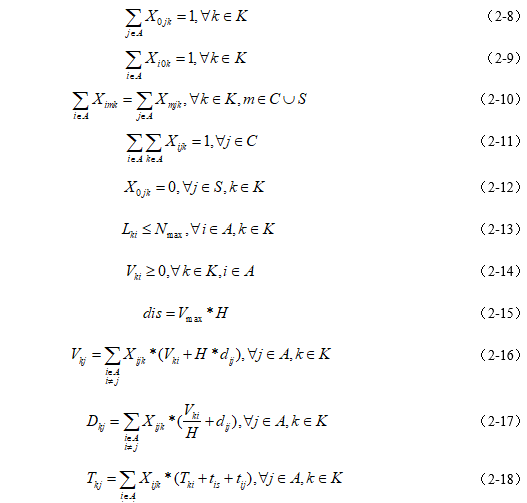 ∑_{j∈A} X_{0jk} = 1, ∀k ∈ K （2-8）
∑_{i∈A} X_{i0k} = 1, ∀k ∈ K （2-9）
∑_{i∈A} X_{imk} = ∑_{j∈A} X_{mjk}, ∀k ∈ K, m ∈ C ∪ S （2-10）
∑_{i∈A} ∑_{k∈A} X_{ijk} = 1, ∀j ∈ C （2-11）
X_{0jk} = 0, ∀j ∈ S, k ∈ K （2-12）
L_{ki} ≤ N_{max}, ∀i ∈ A, k ∈ K （2-13）
V_{ki} ≥ 0, ∀k ∈ K, i ∈ A （2-14）
dis = V_{max} * H （2-15）
V_{kj} = ∑_{i∈A, i≠j} X_{ijk} * (V_{ki} + H * d_{ij}), ∀j ∈ A, k ∈ K （2-16）
D_{kj} = ∑_{i∈A, i≠j} X_{ijk} * (V_{ki}/H + d_{ij}), ∀j ∈ A, k ∈ K （2-17）
T_{kj} = ∑_{i∈A} X_{ijk} * (T_{ki} + t_{is} + t_{ij}), ∀j ∈ A, k ∈ K （2-18）